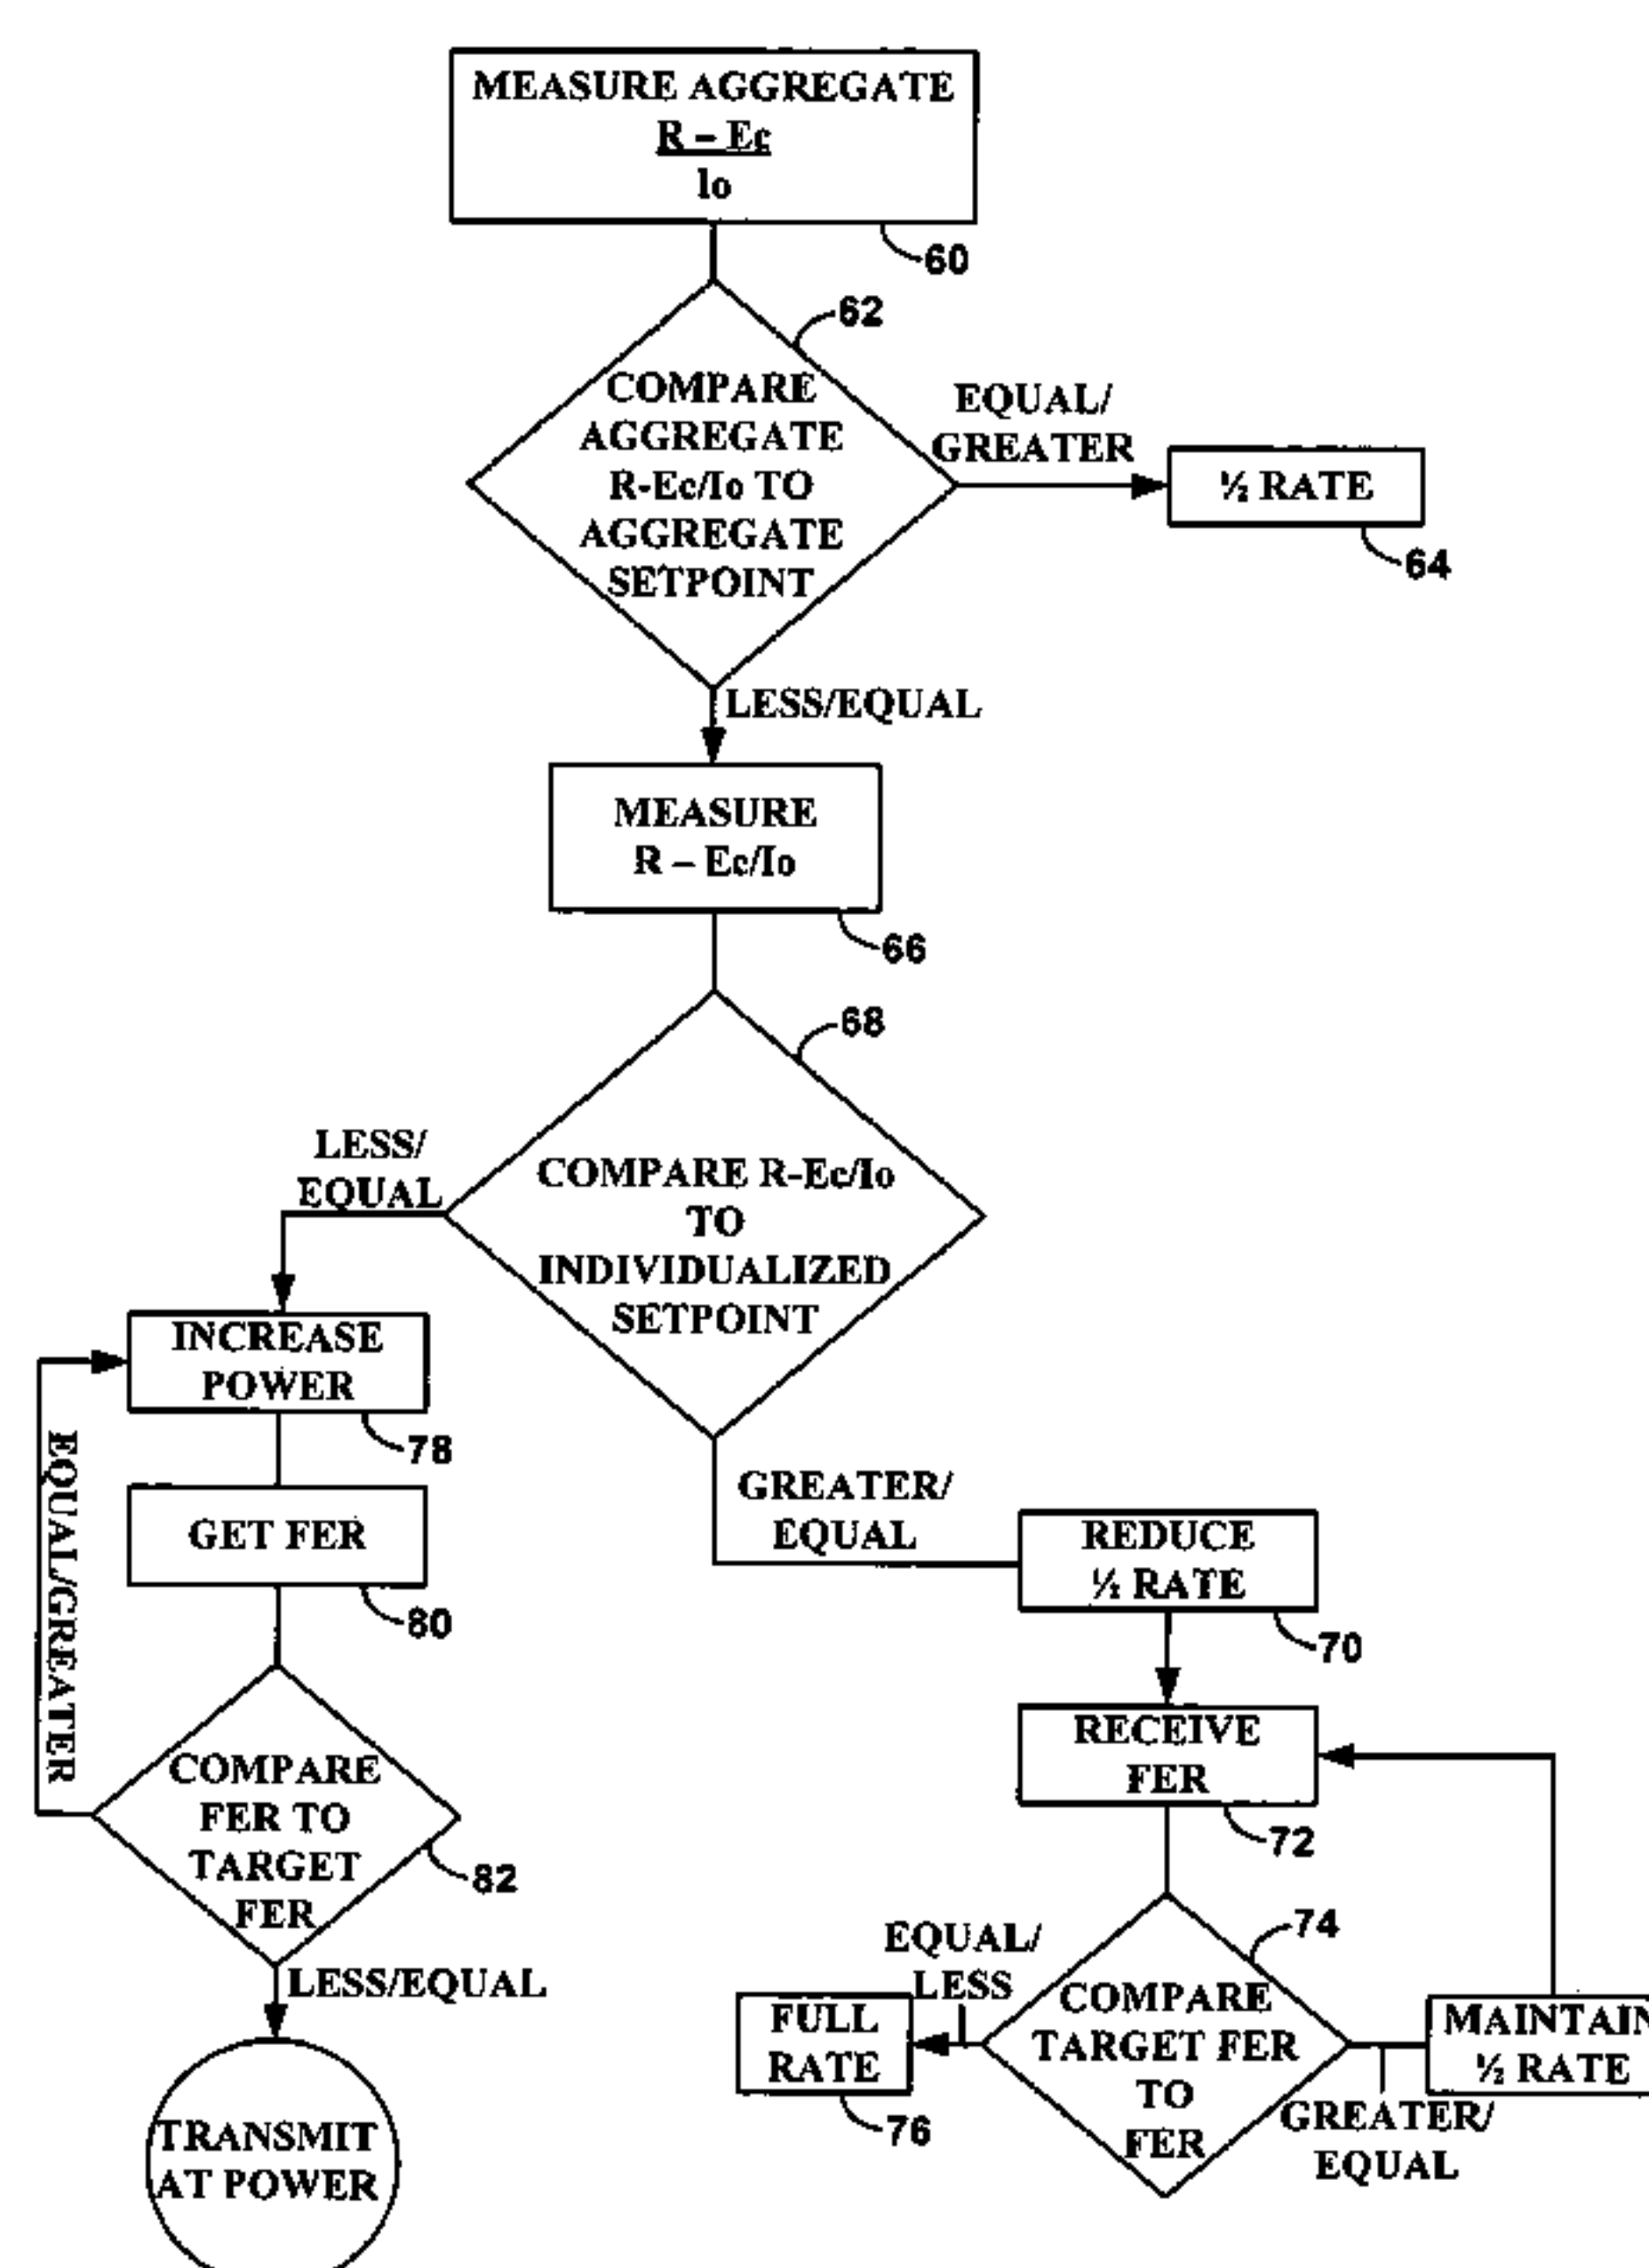 MEASURE AGGREGATE
R – Ec
Io
60
62
COMPARE
AGGREGATE
R-Ec/Io TO
AGGREGATE
SETPOINT
EQUAL/
GREATER
½ RATE
64
LESS/EQUAL
MEASURE
R – Ec/Io
66
68
COMPARE R-Ec/Io
TO
INDIVIDUALIZED
SETPOINT
LESS/
EQUAL
INCREASE
POWER
78
EQUAL/GREATER
GET FER
80
COMPARE
FER TO
TARGET
FER
82
LESS/EQUAL
TRANSMIT
AT POWER
GREATER/
EQUAL
REDUCE
½ RATE
70
RECEIVE
FER
72
74
COMPARE
TARGET FER
TO
FER
EQUAL/
LESS
FULL
RATE
76
GREATER/
EQUAL
MAINTAIN
½ RATE